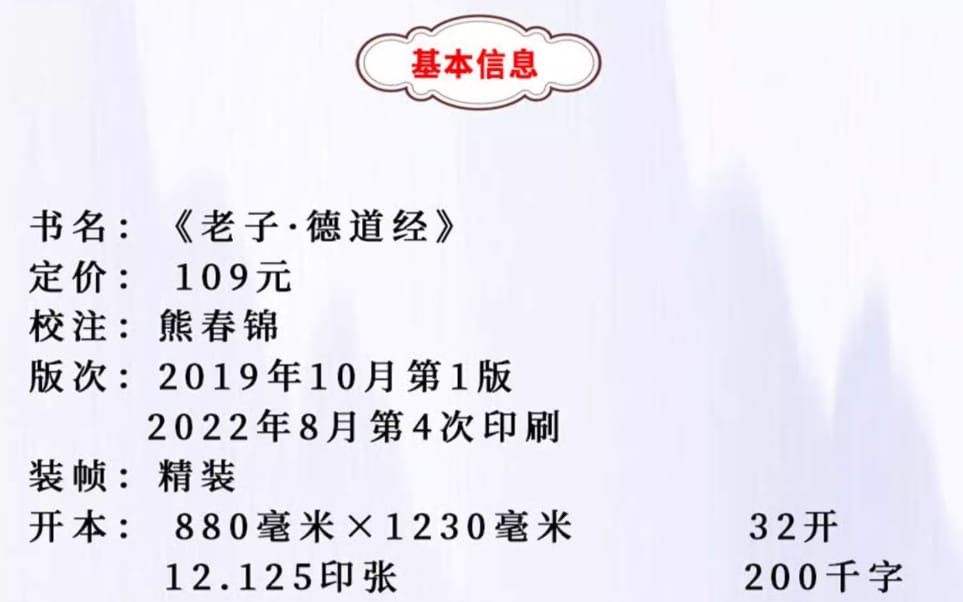 基本信息
书名：《老子·德道经》
定价： 109元
校注：熊春锦
版次：2019年10月第1版
2022年8月第4次印刷
装帧：精装
开本： 880毫米×1230毫米 32开
12.125印张 200千字